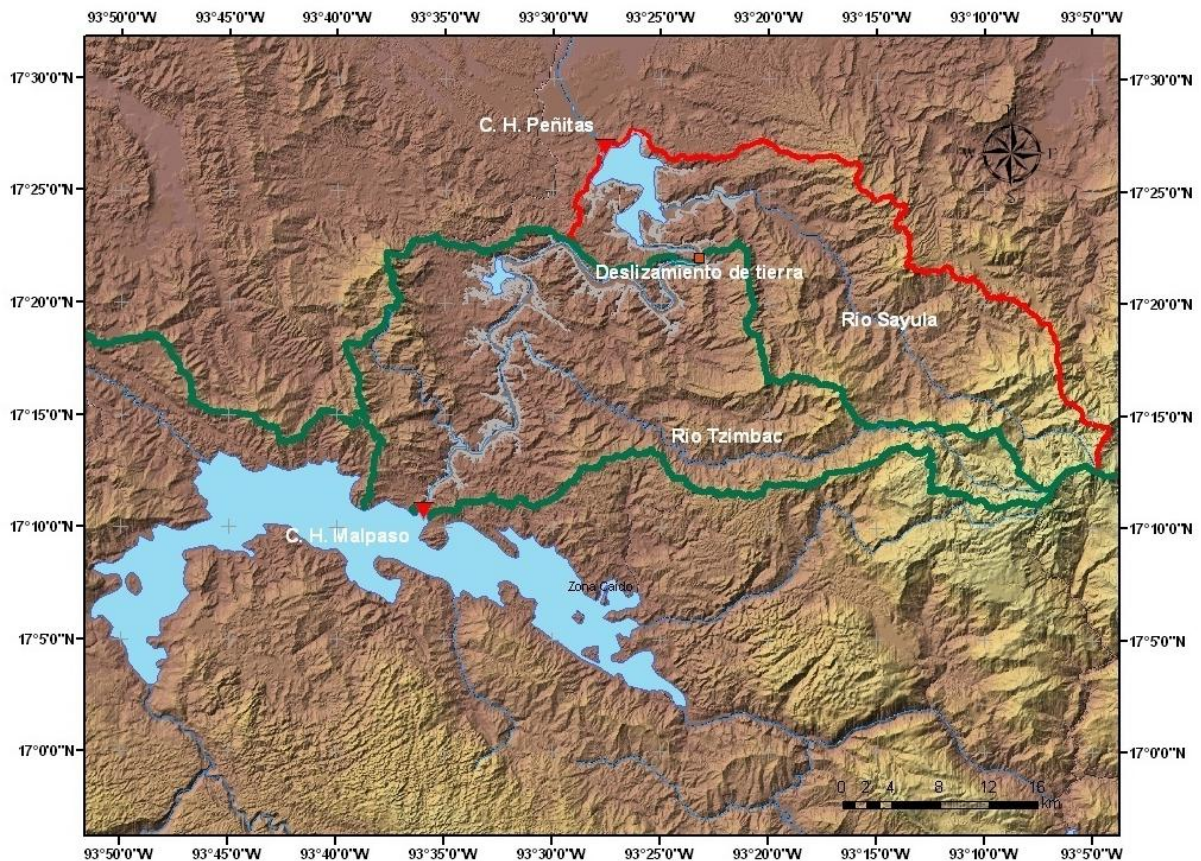 93°50'0"W 93°45'0"W 93°40'0"W 93°35'0"W 93°30'0"W 93°25'0"W 93°20'0"W 93°15'0"W 93°10'0"W 93°5'0"W
17°30'0"N 17°30'0"N
C. H. Peñitas
17°25'0"N 17°25'0"N
Deslizamiento de tierra
17°20'0"N 17°20'0"N
Río Sayula
17°15'0"N 17°15'0"N
Río Tzimbac
17°10'0"N 17°10'0"N
C. H. Malpaso
Zona Caído
17°5'0"N 17°5'0"N
17°0'0"N 17°0'0"N
0 2 4 8 12 16
km
93°50'0"W 93°45'0"W 93°40'0"W 93°35'0"W 93°30'0"W 93°25'0"W 93°20'0"W 93°15'0"W 93°10'0"W 93°5'0"W